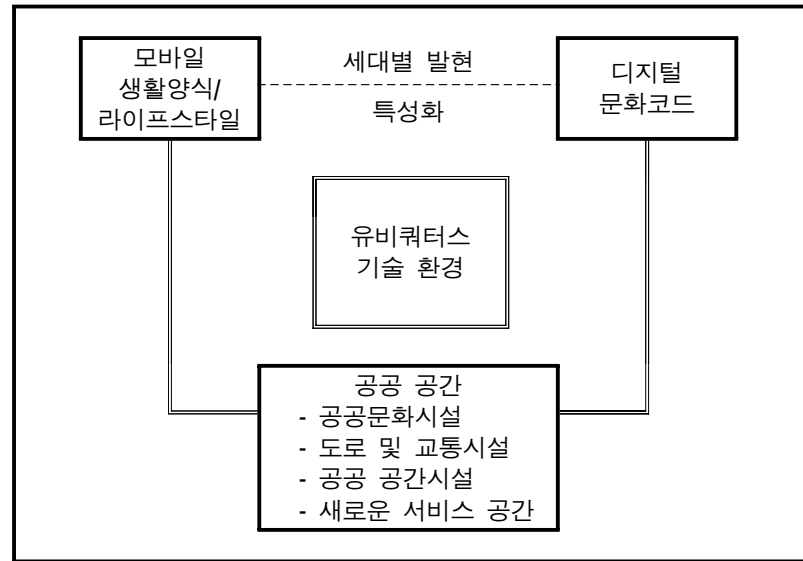 모바일
생활양식/
라이프스타일
세대별 발현
특성화
디지털
문화코드
유비쿼터스
기술 환경
공공 공간
- 공공문화시설
- 도로 및 교통시설
- 공공 공간시설
- 새로운 서비스 공간